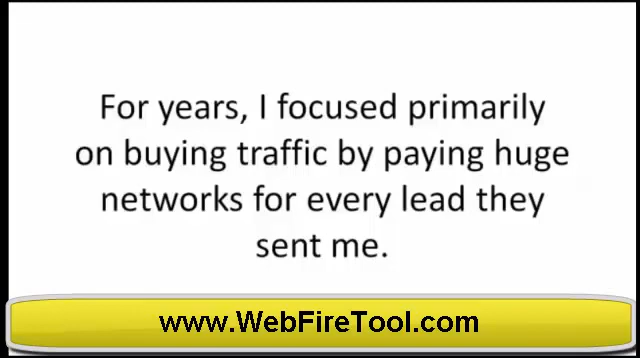 For years, I focused primarily
on buying traffic by paying huge
networks for every lead they
sent me.
www.WebFireTool.com